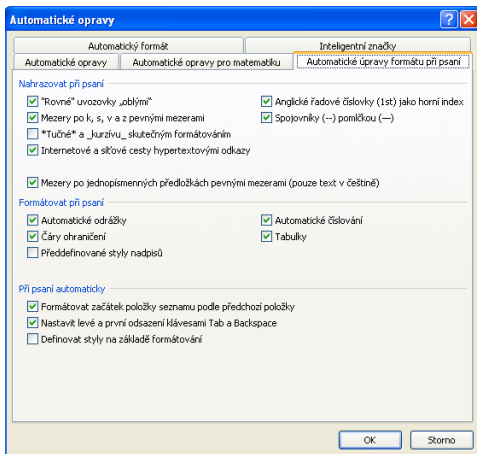 Automatické opravy
Automatický formát
Inteligentní značky
Automatické opravy
Automatické opravy pro matematiku
Automatické úpravy formátu při psaní
Nahrazovat při psaní
"Rovné" uvozovky „oblými“
Anglické řadové číslovky (1st) jako horní index
Mezery po k, s, v a z pevnými mezerami
Spojovníky (--) pomlčkou (—)
*Tučné* a _kurzívu_ skutečným formátováním
Internetové a síťové cesty hypertextovými odkazy
Mezery po jednopísmenných předložkách pevnými mezerami (pouze text v češtině)
Formátovat při psaní
Automatické odrážky
Automatické číslování
Čáry ohraničení
Tabulky
Předdefinované styly nadpisů
Při psaní automaticky
Formátovat začátek položky seznamu podle předchozí položky
Nastavit levé a první odsazení klávesami Tab a Backspace
Definovat styly na základě formátování
OK
Storno